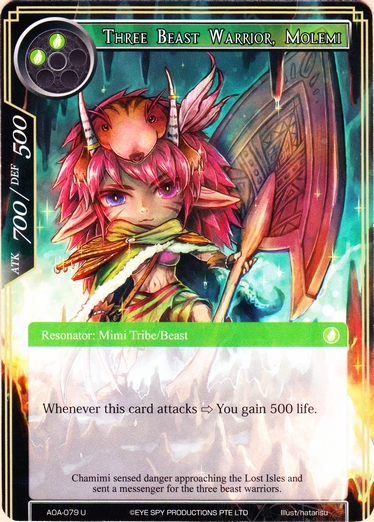 Three Beast Warrior, Molemi
ATK 700 / DEF 500
Resonator: Mimi Tribe/Beast
Whenever this card attacks ⇨ You gain 500 life.
Chamimi sensed danger approaching the Lost Isles and
sent a messenger for the three beast warriors.
AOA-079 U ©EYE SPY PRODUCTIONS PTE LTD Illust/hatarisu